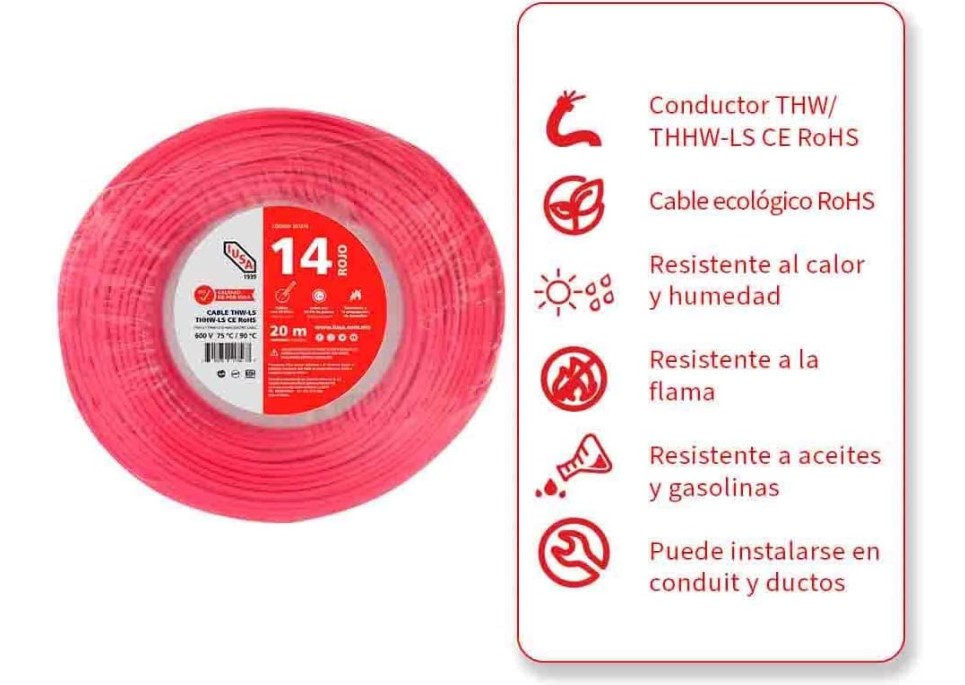 IUSA
1939
CABLE THW-LS
THHW-LS CE RoHS
600 V 75 °C / 90 °C
14
ROJO
20 m
www.iusa.com.mx
Conductor THW/
THHW-LS CE RoHS
Cable ecológico RoHS
Resistente al calor
y humedad
Resistente a la
flama
Resistente a aceites
y gasolinas
Puede instalarse en
conduit y ductos